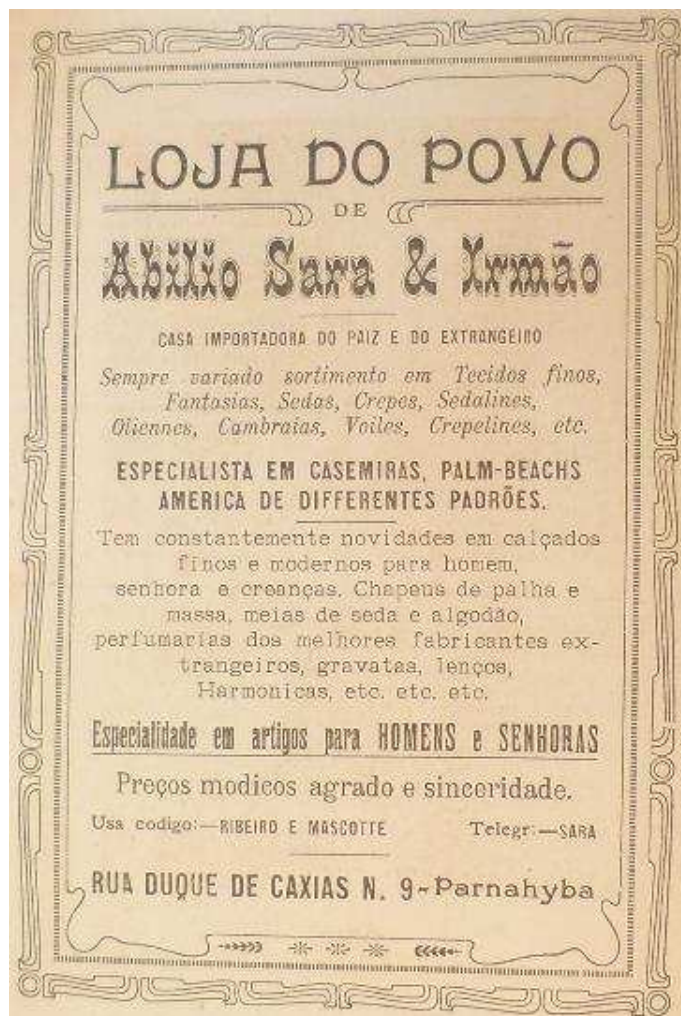 LOJA DO POVO
DE
Abilio Sara & Irmão
CASA IMPORTADORA DO PAIZ E DO EXTRANGEIRO
Sempre variado sortimento em Tecidos finos,
Fantasias, Sedas, Crepes, Sedalines,
Oliennes, Cambraias, Voiles, Crepelines, etc.
ESPECIALISTA EM CASEMIRAS, PALM-BEACHS
AMERICA DE DIFFERENTES PADRÕES.
Tem constantemente novidades em calçados
finos e modernos para homem,
senhora e creanças. Chapeus de palha e
massa, meias de seda e algodão,
perfumarias dos melhores fabricantes ex-
trangeiros, gravatas, lenços,
Harmonicas, etc. etc. etc.
Especialidade em artigos para HOMENS e SENHORAS
Preços modicos agrado e sinceridade.
Usa codigo:—RIBEIRO E MASCOTTE Telegr:—SARA
RUA DUQUE DE CAXIAS N. 9-Parnahyba